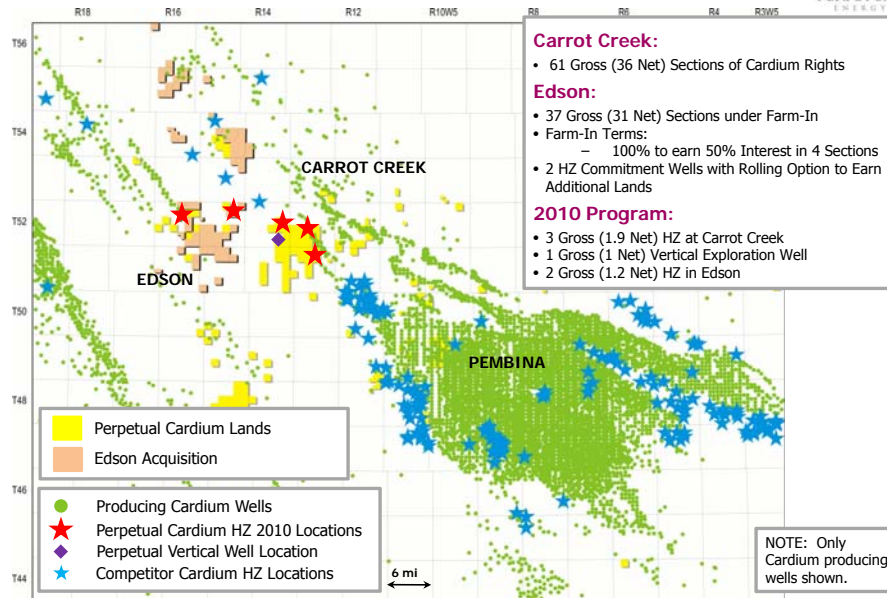 ENERGY
R18 R16 R14 R12 R10W5 R8 R6 R4 R3W5
T56
T54
T52
T50
T48
T46
T44
CARROT CREEK
EDSON
PEMBINA
Carrot Creek:
• 61 Gross (36 Net) Sections of Cardium Rights
Edson:
• 37 Gross (31 Net) Sections under Farm-In
• Farm-In Terms:
– 100% to earn 50% Interest in 4 Sections
• 2 HZ Commitment Wells with Rolling Option to Earn
Additional Lands
2010 Program:
• 3 Gross (1.9 Net) HZ at Carrot Creek
• 1 Gross (1 Net) Vertical Exploration Well
• 2 Gross (1.2 Net) HZ in Edson
Perpetual Cardium Lands
Edson Acquisition
Producing Cardium Wells
Perpetual Cardium HZ 2010 Locations
Perpetual Vertical Well Location
Competitor Cardium HZ Locations
6 mi
NOTE: Only
Cardium producing
wells shown.